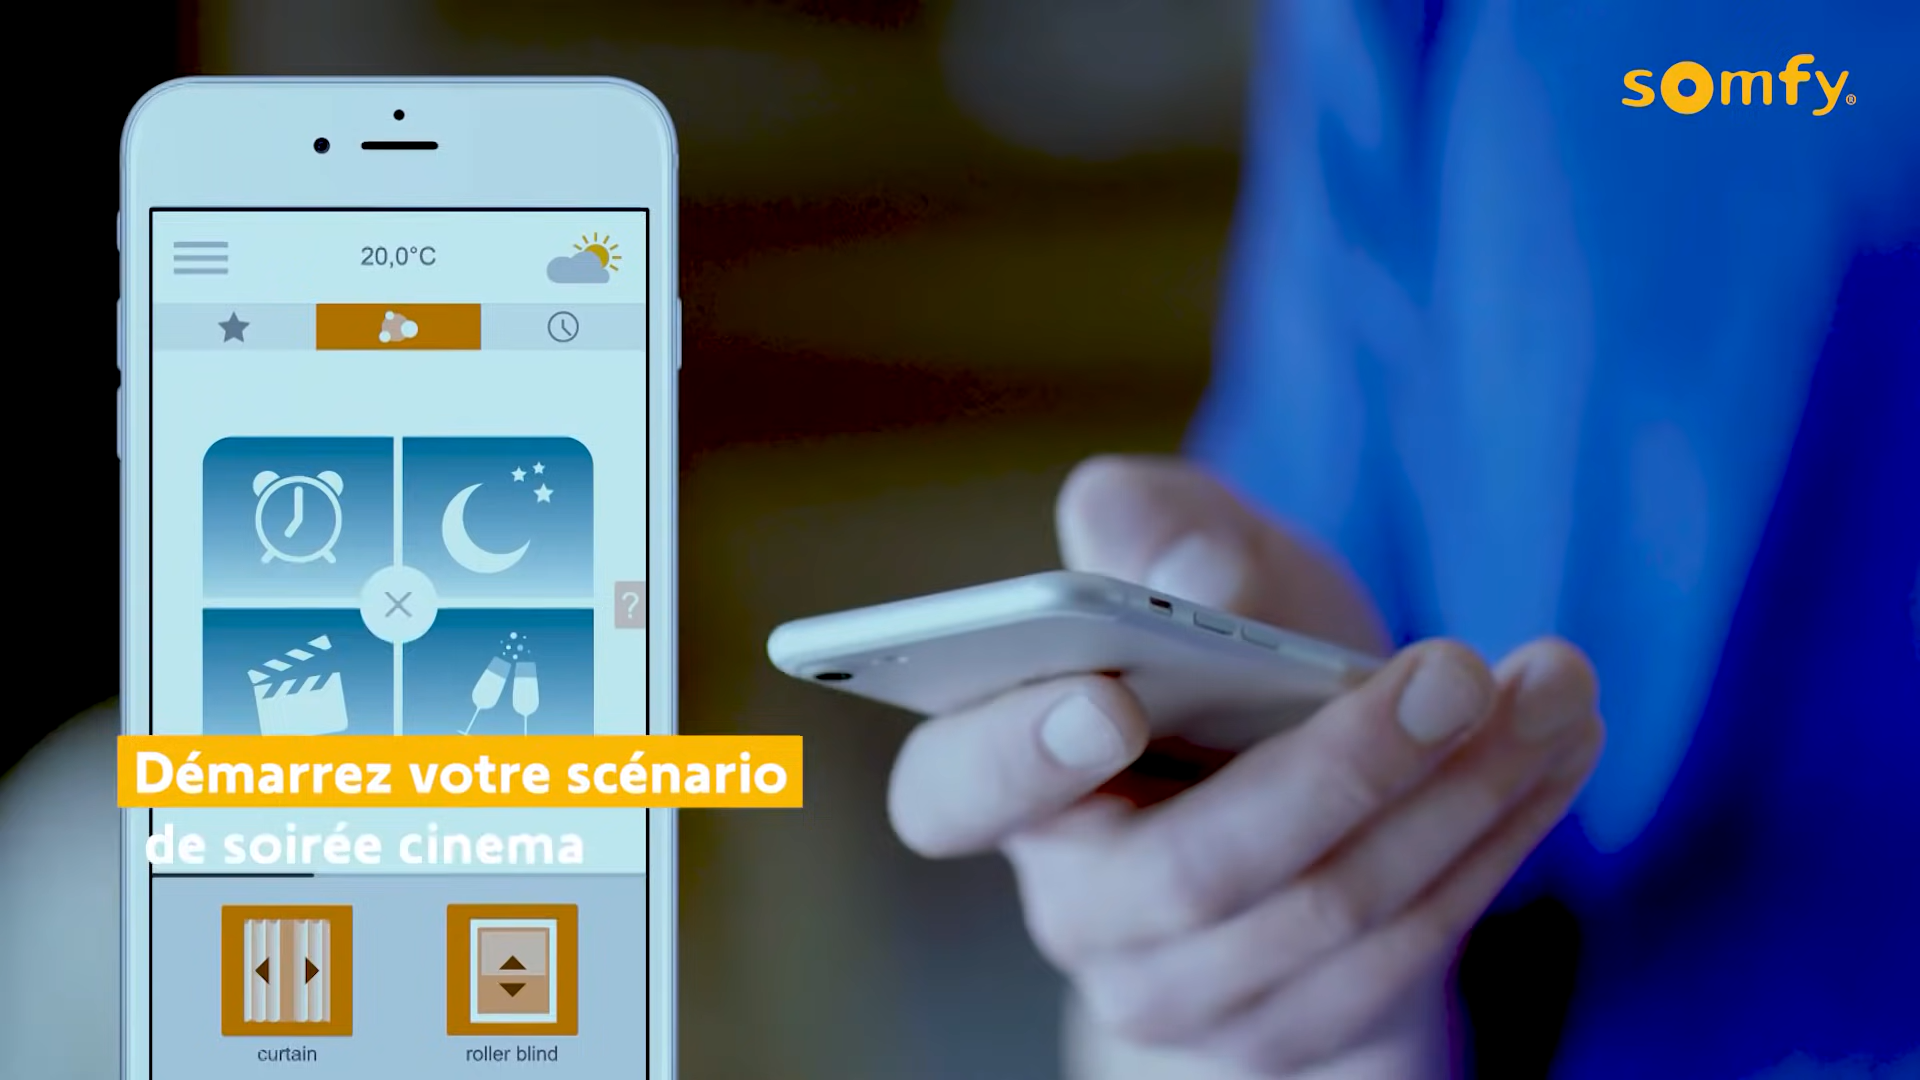 somfy®
20,0°C
?
Démarrez votre scénario
de soirée cinema
curtain
roller blind